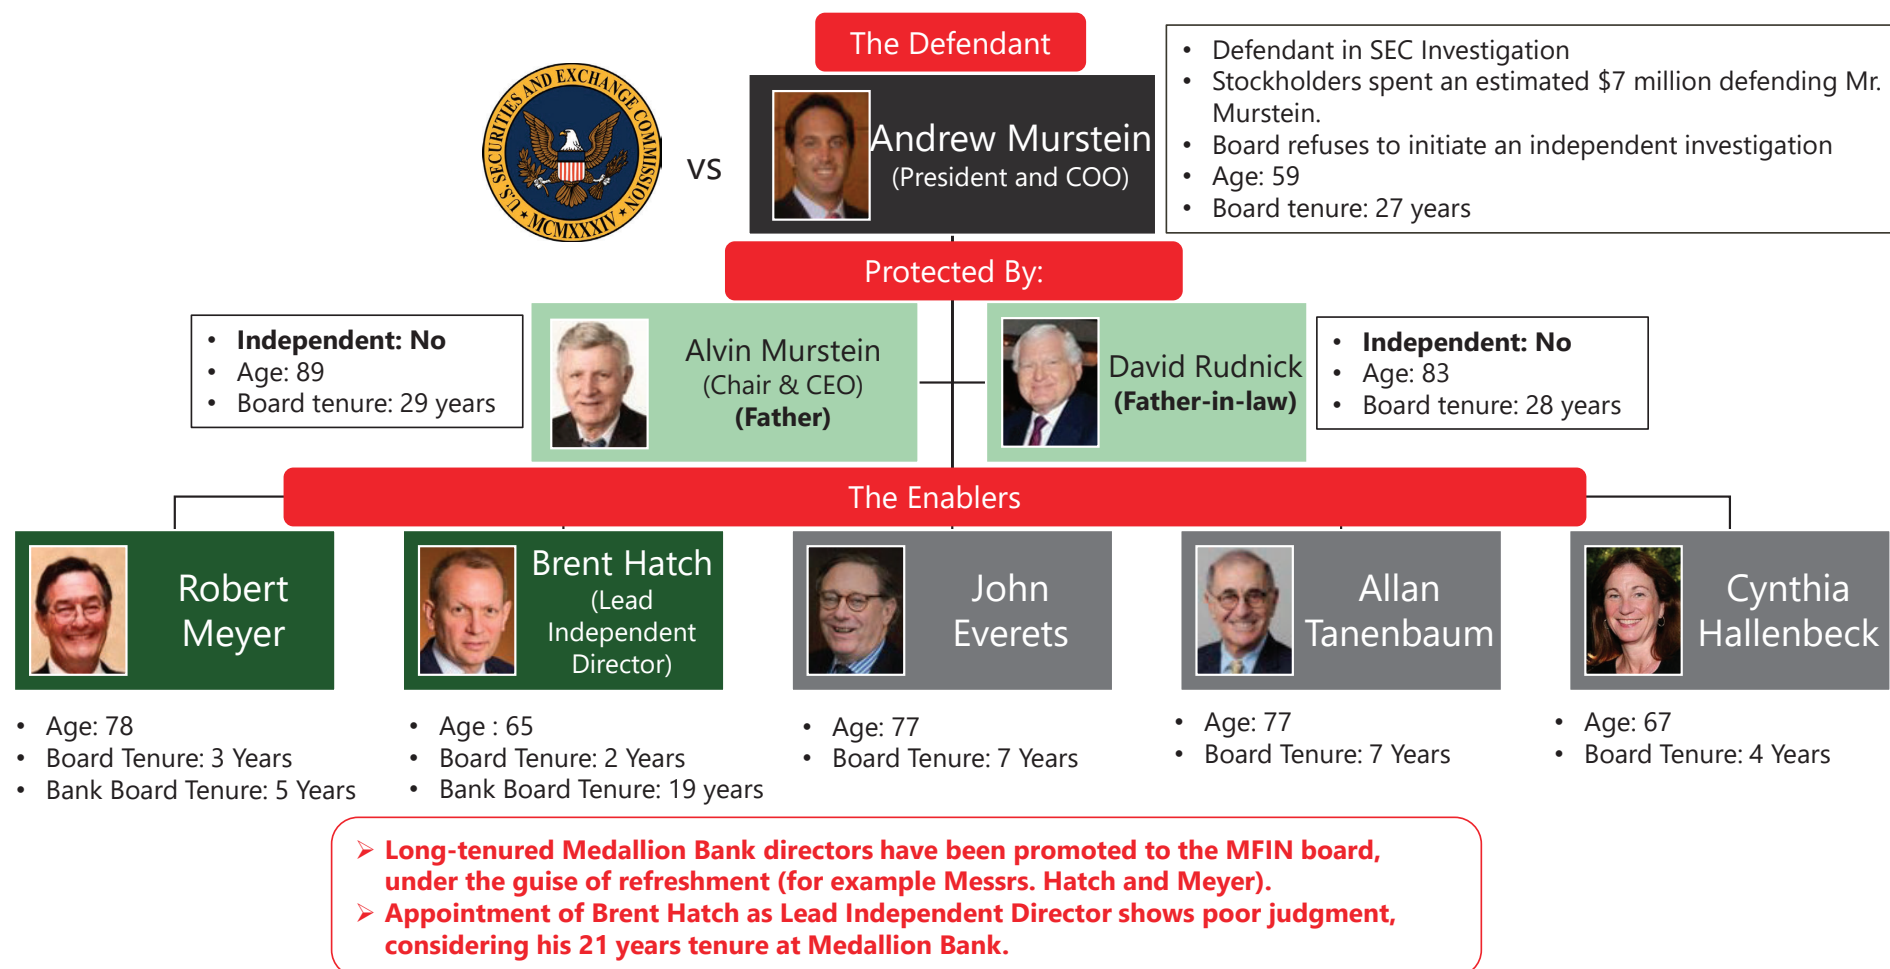 The Defendant
U.S. SECURITIES AND EXCHANGE COMMISSION
MCMXXXIV
vs
Andrew Murstein
(President and COO)
• Defendant in SEC Investigation
• Stockholders spent an estimated $7 million defending Mr.
Murstein.
• Board refuses to initiate an independent investigation
• Age: 59
• Board tenure: 27 years
Protected By:
• Independent: No
• Age: 89
• Board tenure: 29 years
Alvin Murstein
(Chair & CEO)
(Father)
David Rudnick
(Father-in-law)
• Independent: No
• Age: 83
• Board tenure: 28 years
The Enablers
Robert
Meyer
Brent Hatch
(Lead
Independent
Director)
John
Everets
Allan
Tanenbaum
Cynthia
Hallenbeck
• Age: 78
• Board Tenure: 3 Years
• Bank Board Tenure: 5 Years
• Age : 65
• Board Tenure: 2 Years
• Bank Board Tenure: 19 years
• Age: 77
• Board Tenure: 7 Years
• Age: 77
• Board Tenure: 7 Years
• Age: 67
• Board Tenure: 4 Years
➢ Long-tenured Medallion Bank directors have been promoted to the MFIN board,
under the guise of refreshment (for example Messrs. Hatch and Meyer).
➢ Appointment of Brent Hatch as Lead Independent Director shows poor judgment,
considering his 21 years tenure at Medallion Bank.